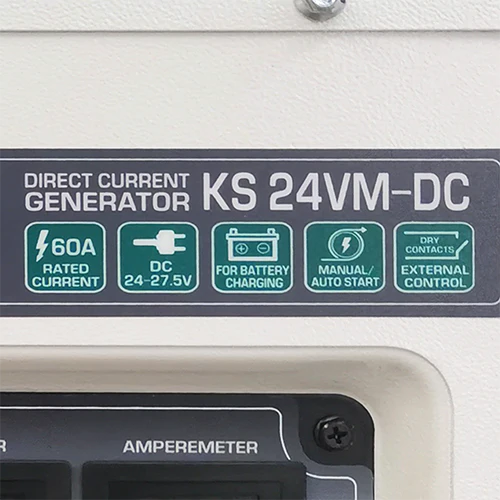 DIRECT CURRENT
GENERATOR
KS 24VM-DC
60A
RATED
CURRENT
DC
24-27.5V
FOR BATTERY
CHARGING
MANUAL/
AUTO START
DRY
CONTACTS
EXTERNAL
CONTROL
AMPEREMETER